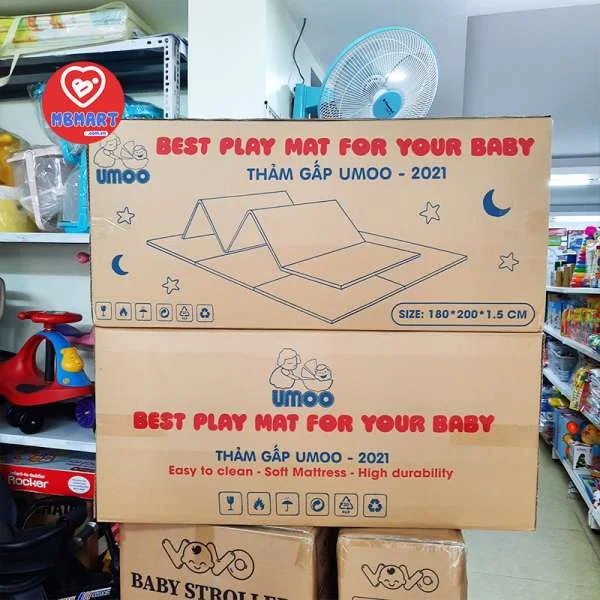 MBMART
.com.vn
BEST PLAY MAT FOR YOUR BABY
UMOO
THẢM GẤP UMOO - 2021
SIZE: 180*200*1.5 CM
UMOO
BEST PLAY MAT FOR YOUR BABY
THẢM GẤP UMOO - 2021
Easy to clean - Soft Mattress - High durability
Rocker
VOVO
BABY STROLLER
VOVO